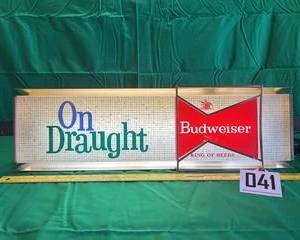 On
Draught
Budweiser
KING OF BEERS
041